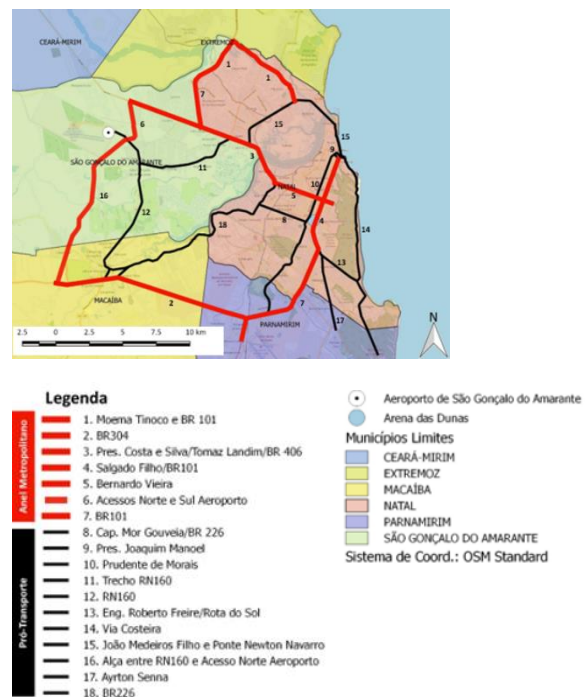 CEARÁ-MIRIM
EXTREMOZ
1
1
7
6
15
15
3
9
SÃO GONÇALO DO AMARANTE
11
NATAL
10
5
16
12
8
4
18
14
13
MACAÍBA
2
7
PARNAMIRIM
17
N
2.5 0 2.5 5 7.5 10 km
Legenda
Anel Metropolitano
1. Moema Tinoco e BR 101
2. BR304
3. Pres. Costa e Silva/Tomaz Landim/BR 406
4. Salgado Filho/BR101
5. Bernardo Vieira
6. Acessos Norte e Sul Aeroporto
7. BR101
Pró-Transporte
8. Cap. Mor Gouveia/BR 226
9. Pres. Joaquim Manoel
10. Prudente de Morais
11. Trecho RN160
12. RN160
13. Eng. Roberto Freire/Rota do Sol
14. Via Costeira
15. João Medeiros Filho e Ponte Newton Navarro
16. Alça entre RN160 e Acesso Norte Aeroporto
17. Ayrton Senna
18. BR226
Aeroporto de São Gonçalo do Amarante
Arena das Dunas
Municípios Limites
CEARÁ-MIRIM
EXTREMOZ
MACAÍBA
NATAL
PARNAMIRIM
SÃO GONÇALO DO AMARANTE
Sistema de Coord.: OSM Standard